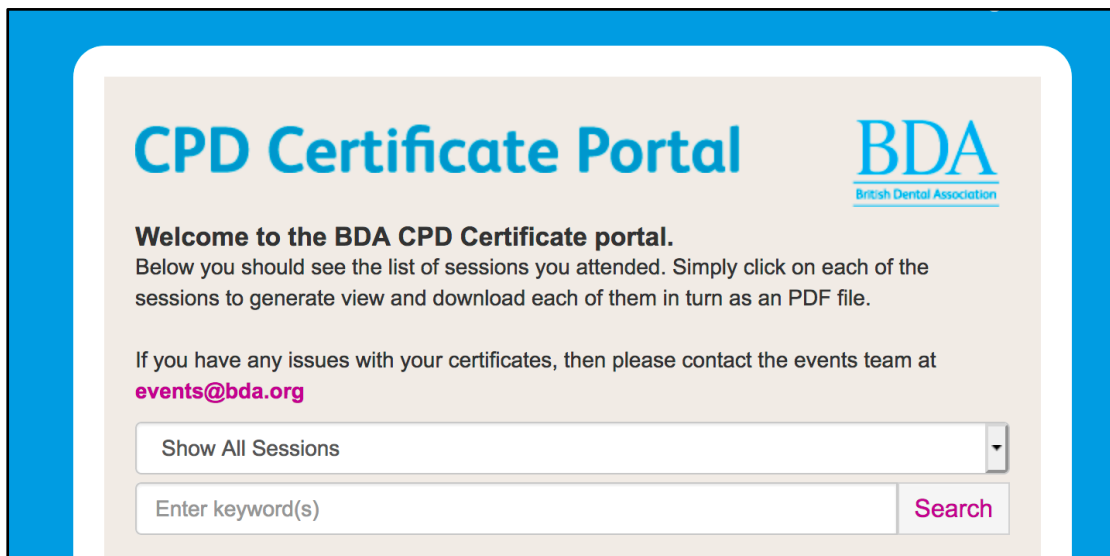 CPD Certificate Portal
BDA
British Dental Association
Welcome to the BDA CPD Certificate portal.
Below you should see the list of sessions you attended. Simply click on each of the
sessions to generate view and download each of them in turn as an PDF file.
If you have any issues with your certificates, then please contact the events team at
events@bda.org
Show All Sessions
Enter keyword(s)
Search